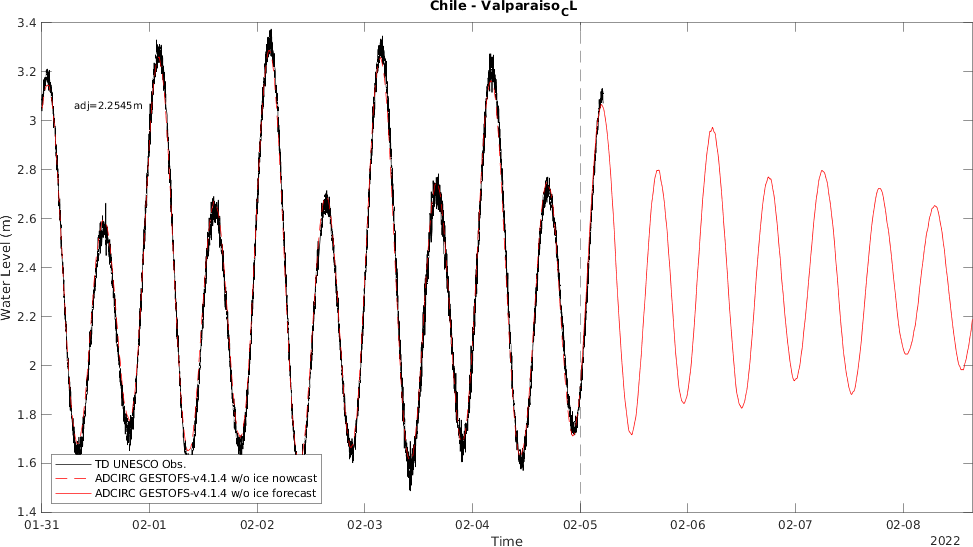 Chile - Valparaiso_CL
3.4
3.2
3
2.8
2.6
2.4
2.2
2
1.8
1.6
1.4
Water Level (m)
adj=2.2545m
TD UNESCO Obs.
ADCIRC GESTOFS-v4.1.4 w/o ice nowcast
ADCIRC GESTOFS-v4.1.4 w/o ice forecast
01-31 02-01 02-02 02-03 02-04 02-05 02-06 02-07 02-08
Time
2022